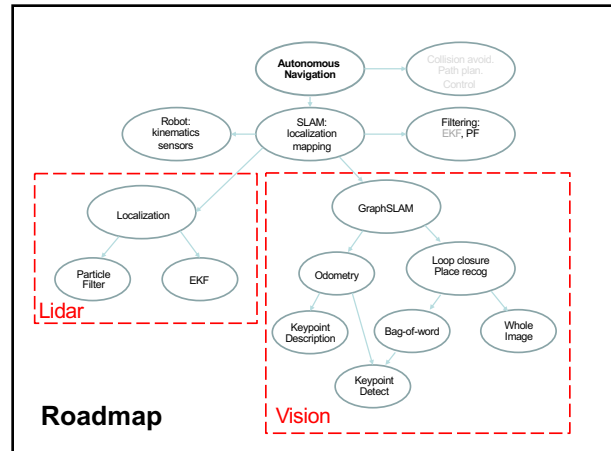 Autonomous
Navigation
Collision avoid.
Path plan.
Control
Robot:
kinematics
sensors
SLAM:
localization
mapping
Filtering:
EKF, PF
Localization
GraphSLAM
Particle
Filter
EKF
Odometry
Loop closure
Place recog
Lidar
Keypoint
Description
Bag-of-word
Whole
Image
Keypoint
Detect
Roadmap
Vision